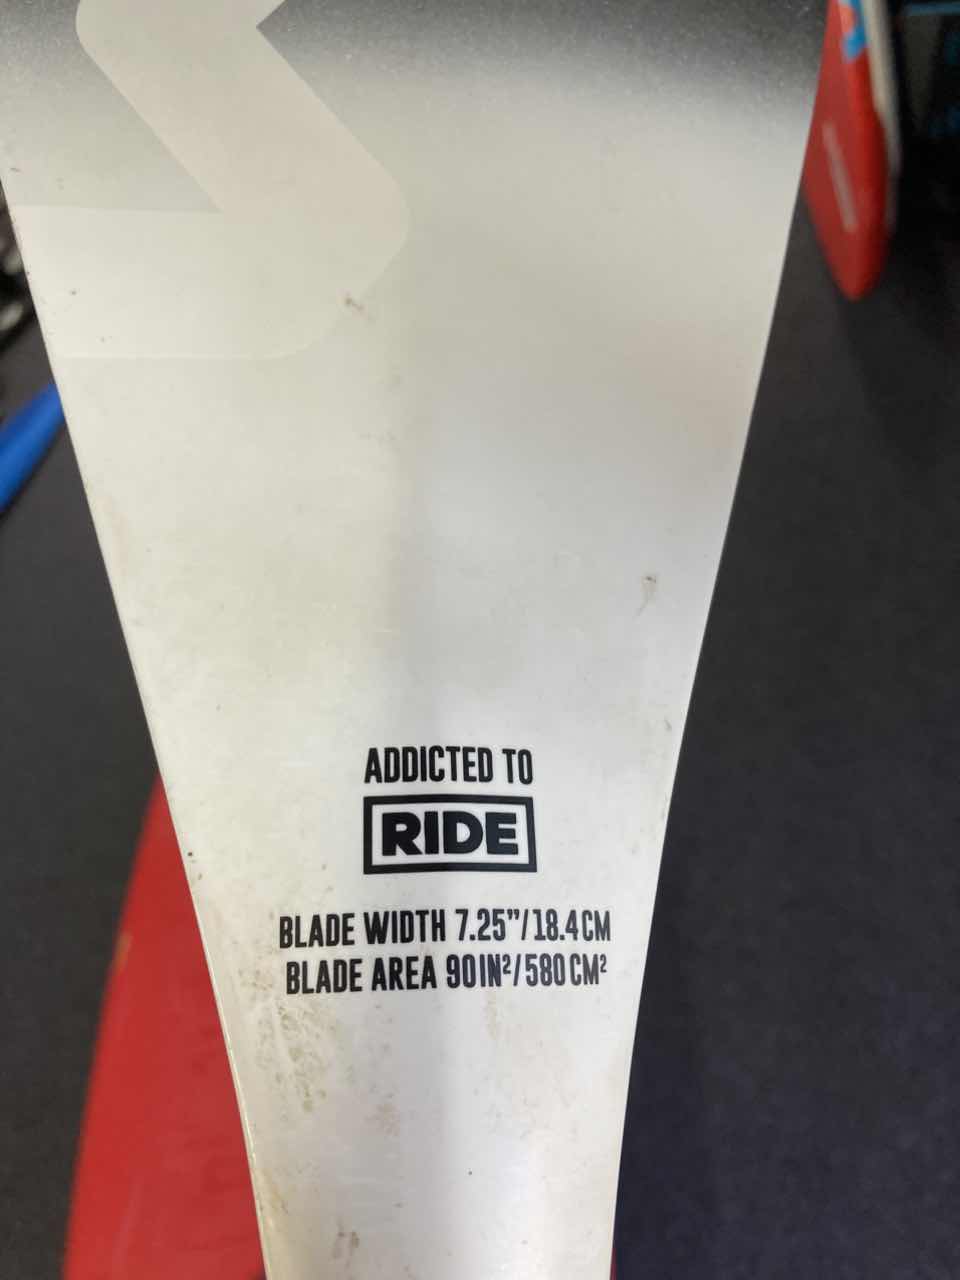 ADDICTED TO
RIDE
BLADE WIDTH 7.25”/18.4CM
BLADE AREA 90IN²/580CM²